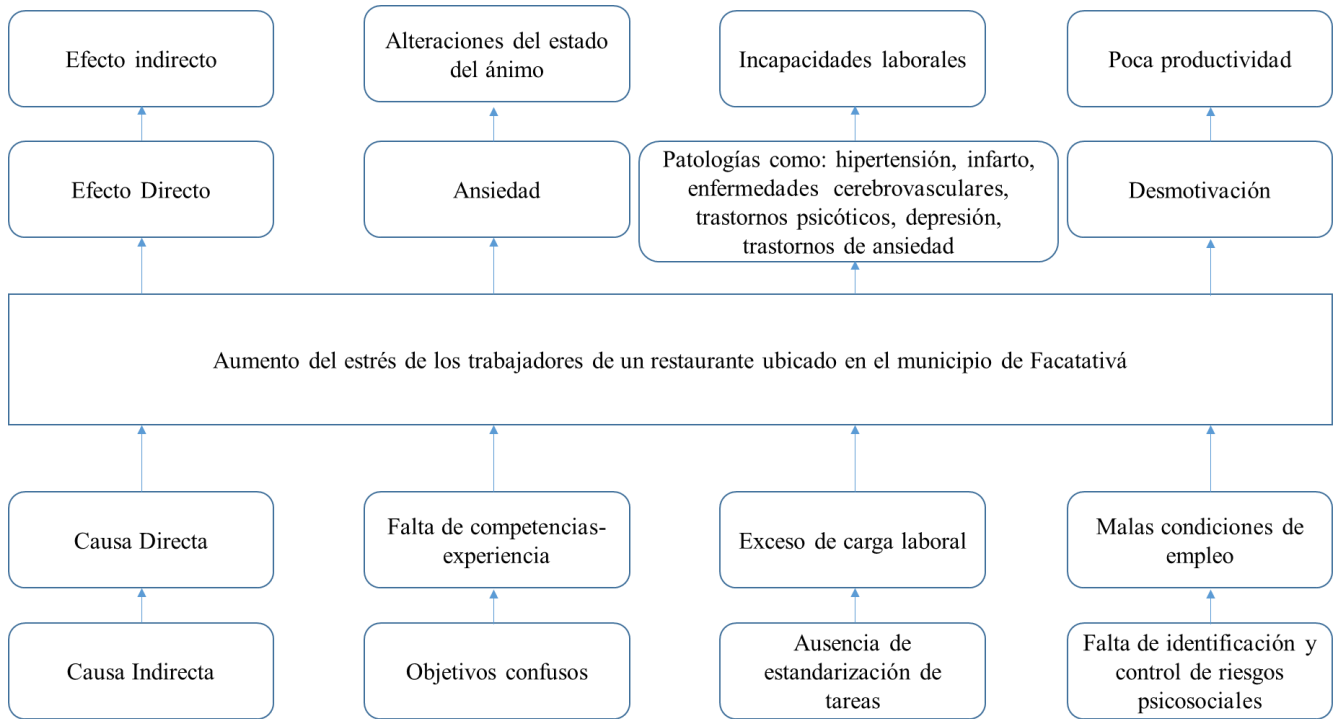 Efecto indirecto
Alteraciones del estado
del ánimo
Incapacidades laborales
Poca productividad
Efecto Directo
Ansiedad
Patologías como: hipertensión, infarto,
enfermedades cerebrovasculares,
trastornos psicóticos, depresión,
trastornos de ansiedad
Desmotivación
Aumento del estrés de los trabajadores de un restaurante ubicado en el municipio de Facatativá
Causa Directa
Falta de competencias-
experiencia
Exceso de carga laboral
Malas condiciones de
empleo
Causa Indirecta
Objetivos confusos
Ausencia de
estandarización de
tareas
Falta de identificación y
control de riesgos
psicosociales